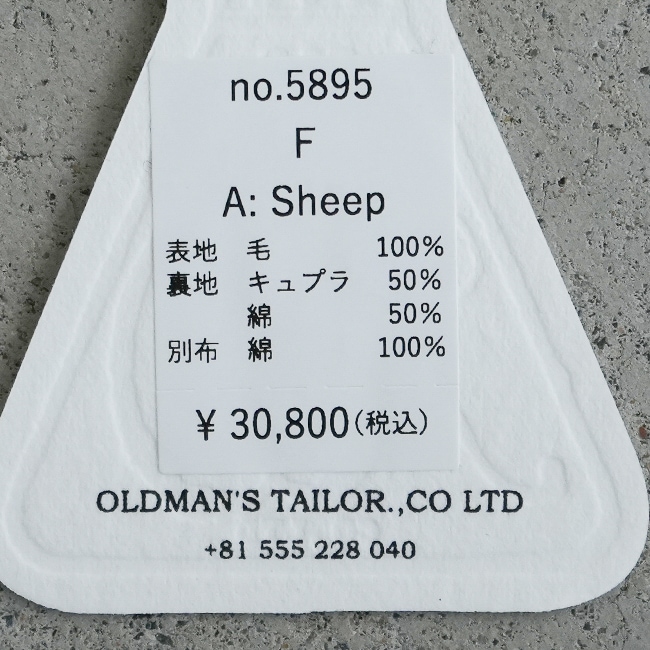 no.5895
F
A: Sheep
表地 毛 100%
裏地 キュプラ 50%
綿 50%
別布 綿 100%
¥ 30,800(税込)
OLDMAN'S TAILOR.,CO LTD
+81 555 228 040